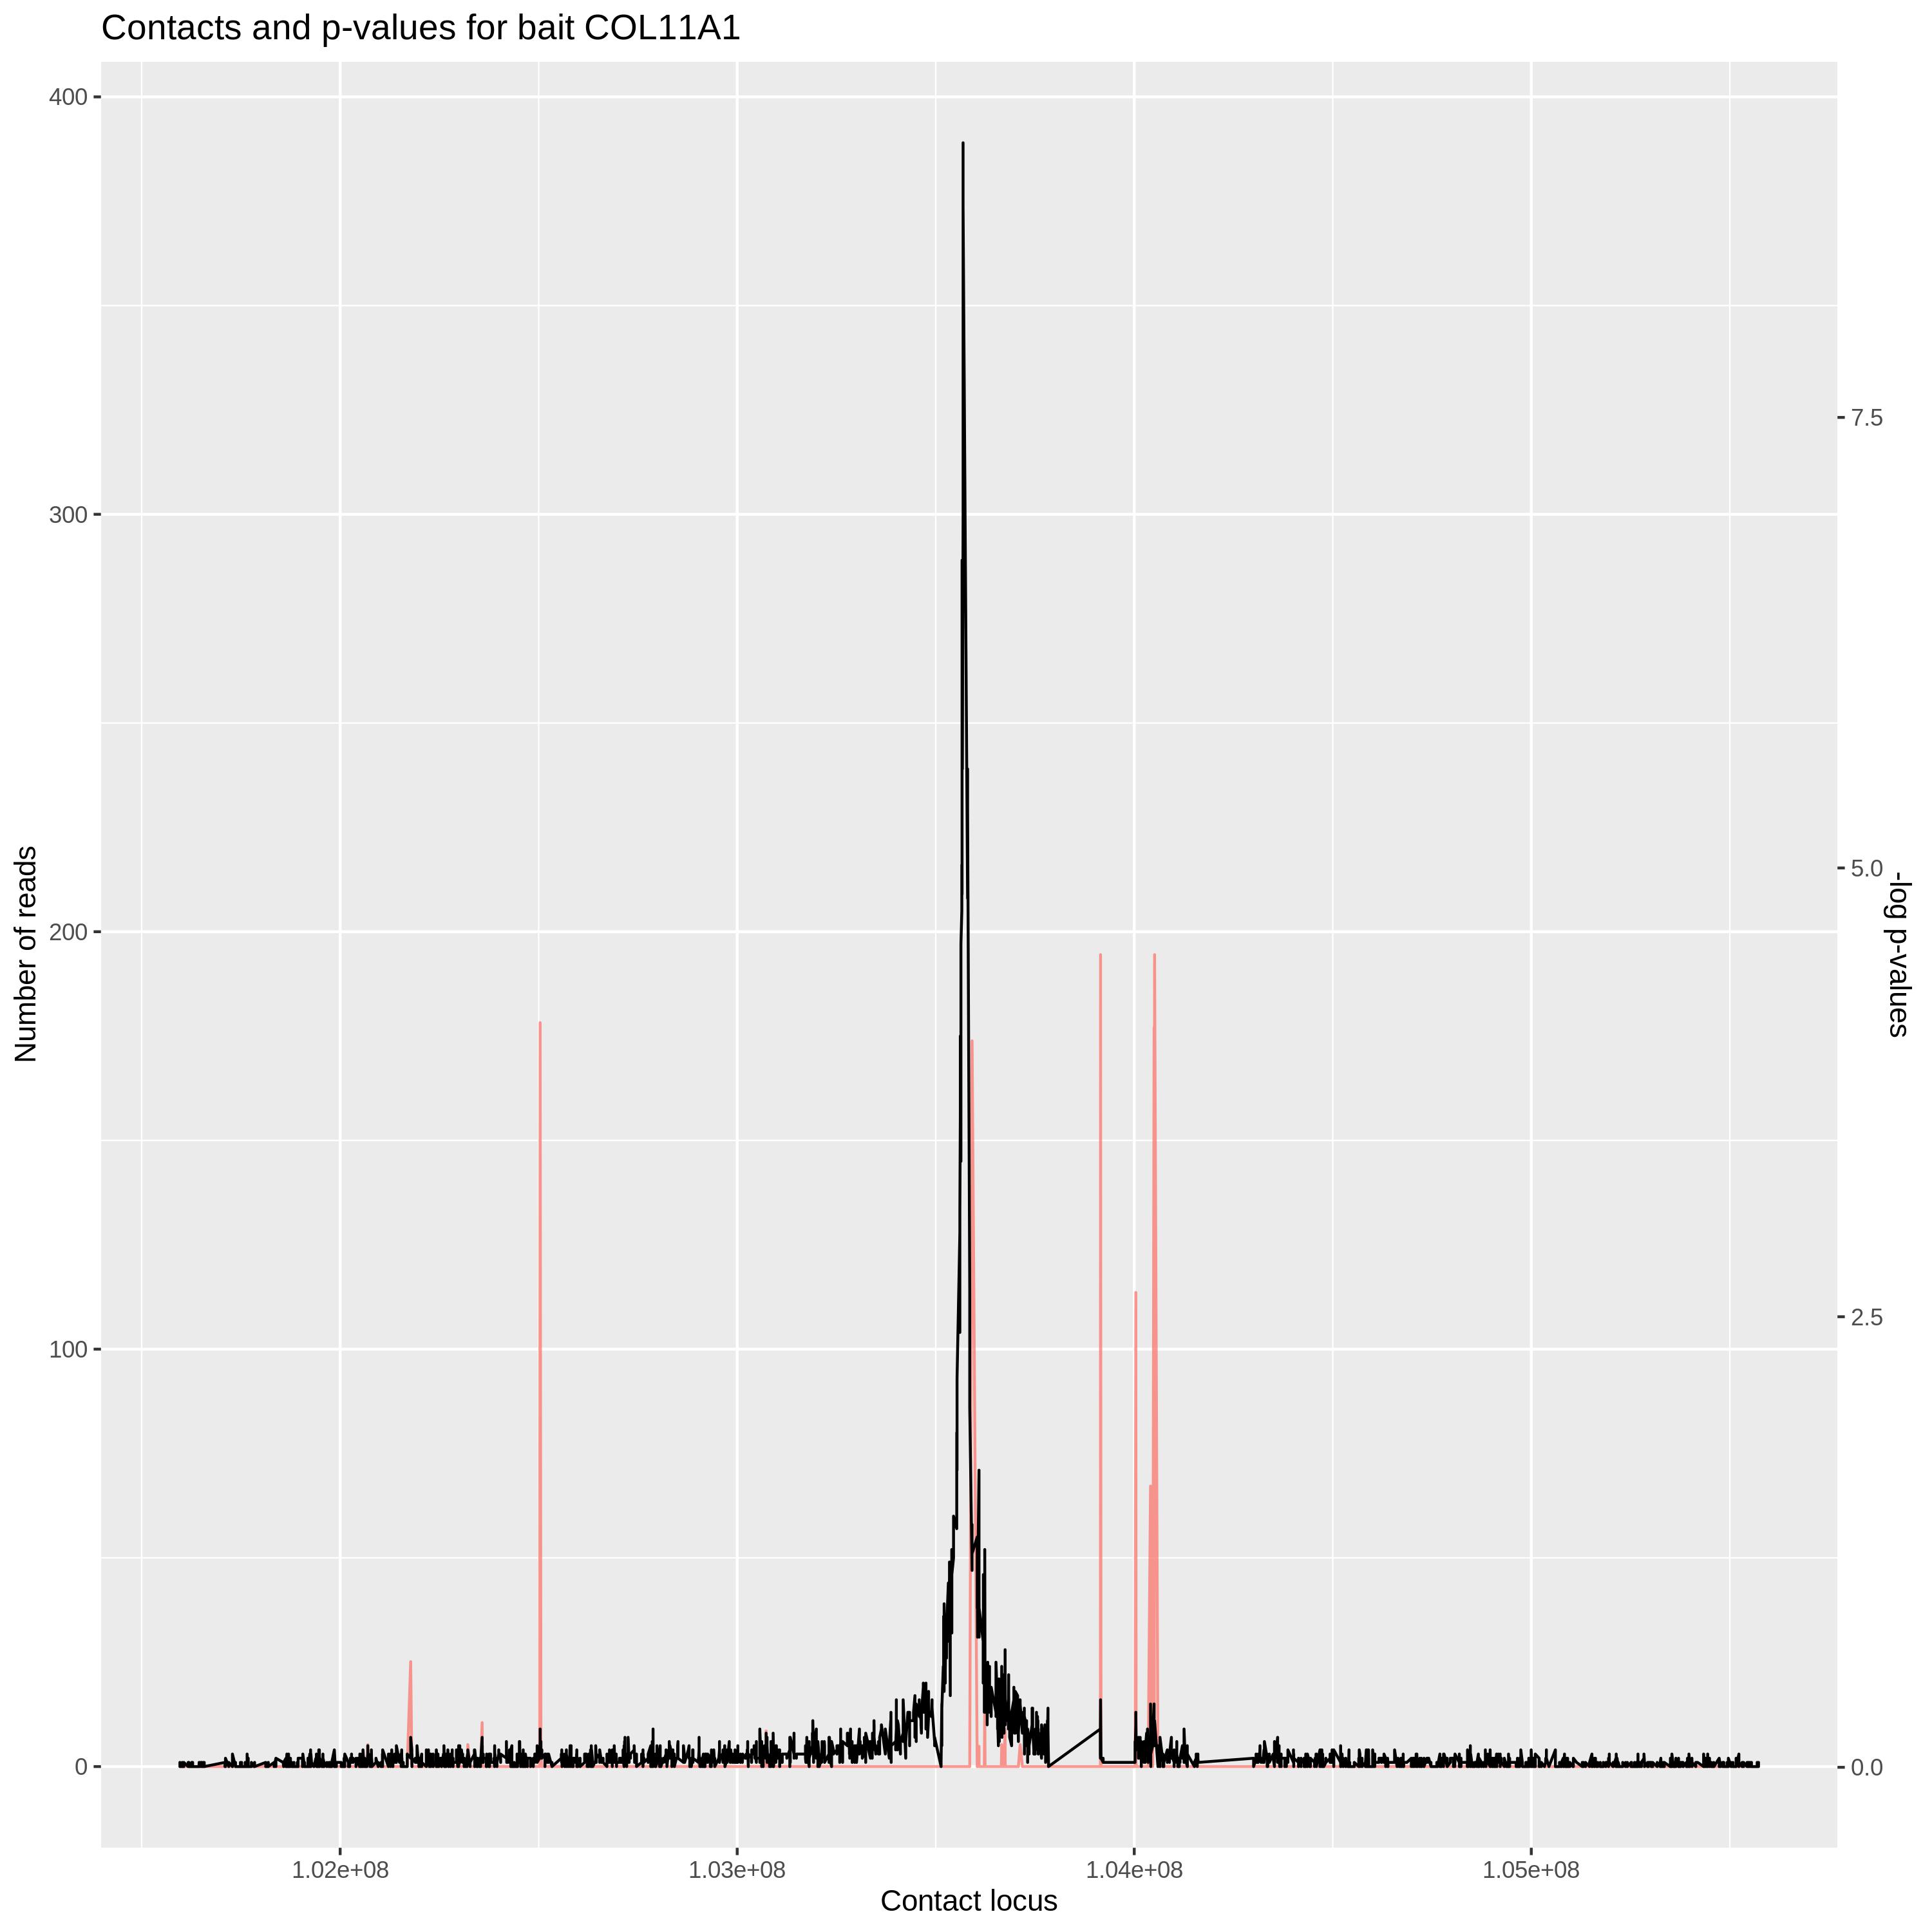 Contacts and p-values for bait COL11A1
400
300
200
100
0
Number of reads
7.5
5.0
2.5
0.0
-log p-values
1.02e+08 1.03e+08 1.04e+08 1.05e+08
Contact locus